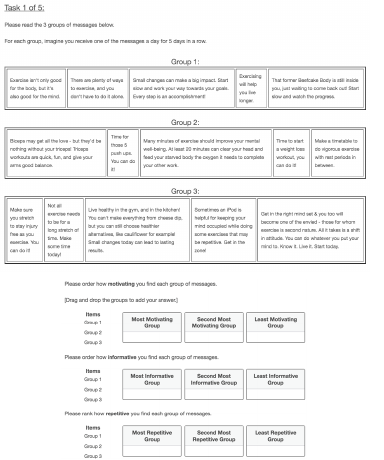 Task 1 of 5:
Please read the 3 groups of messages below.
For each group, imagine you receive one of the messages a day for 5 days in a row.
Group 1:
Exercise isn't only good
for the body, but it's
also good for the mind.
There are plenty of ways
to exercise, and you
don't have to do it alone.
Small changes can make a big impact. Start
slow and work your way towards your goals.
Every step is an accomplishment!
Exercising
will help
you live
longer.
That former Beefcake Body is still inside
you, just waiting to come back out! Start
slow and watch the progress.
Group 2:
Biceps may get all the love - but they'd be
nothing without your triceps! Triceps
workouts are quick, fun, and give your
arms good balance.
Time for
those 5
push ups.
You can do
it!
Many minutes of exercise should improve your mental
well-being. At least 30 minutes can clear your head and
feed your starved body the oxygen it needs to complete
your other work.
Time to start
a weight loss
workout, you
can do it!
Make a timetable to
do vigorous exercise
with rest periods in
between.
Group 3:
Make sure
you stretch
to stay injury
free as you
exercise. You
can do it!
Not all
exercise needs
to be for a
long stretch of
time. Make
some time
today!
Live healthy in the gym, and in the kitchen!
You can't make everything from cheese dip,
but you can still choose healthier
alternatives, like cauliflower for example!
Small changes today can lead to lasting
results.
Sometimes an iPod is
helpful for keeping your
mind occupied while doing
some exercises that may
be repetitive. Get in the
zone!
Get in the right mind set & you too will
become one of the envied - those for whom
exercise is second nature. All it takes is a shift
in attitude. You can do whatever you put your
mind to. Know it. Live it. Start today.
Please order how motivating you find each group of messages.
[Drag and drop the groups to add your answer.]
Items
Group 1
Group 2
Group 3
Most Motivating
Group
Second Most
Motivating Group
Least Motivating
Group
Please order how informative you find each group of messages.
Items
Group 1
Group 2
Group 3
Most Informative
Group
Second Most
Informative Group
Least Informative
Group
Please rank how repetitive you find each group of messages.
Items
Group 1
Group 2
Group 3
Most Repetitive
Group
Second Most
Repetitive Group
Least Repetitive
Group